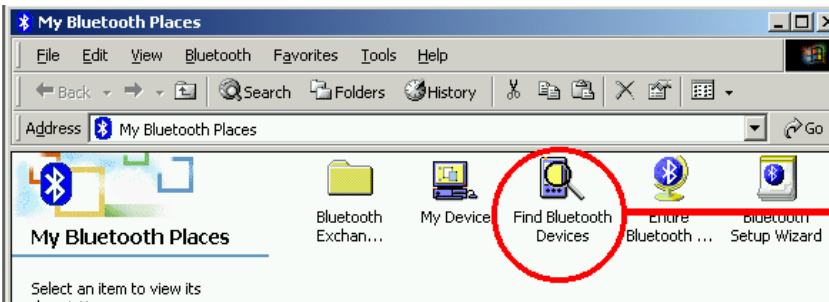 My Bluetooth Places
File Edit View Bluetooth Favorites Tools Help
Back Search Folders History
Address My Bluetooth Places Go
My Bluetooth Places
Select an item to view its
Bluetooth
Exchan...
My Device
Find Bluetooth
Devices
Entire
Bluetooth ...
Bluetooth
Setup Wizard